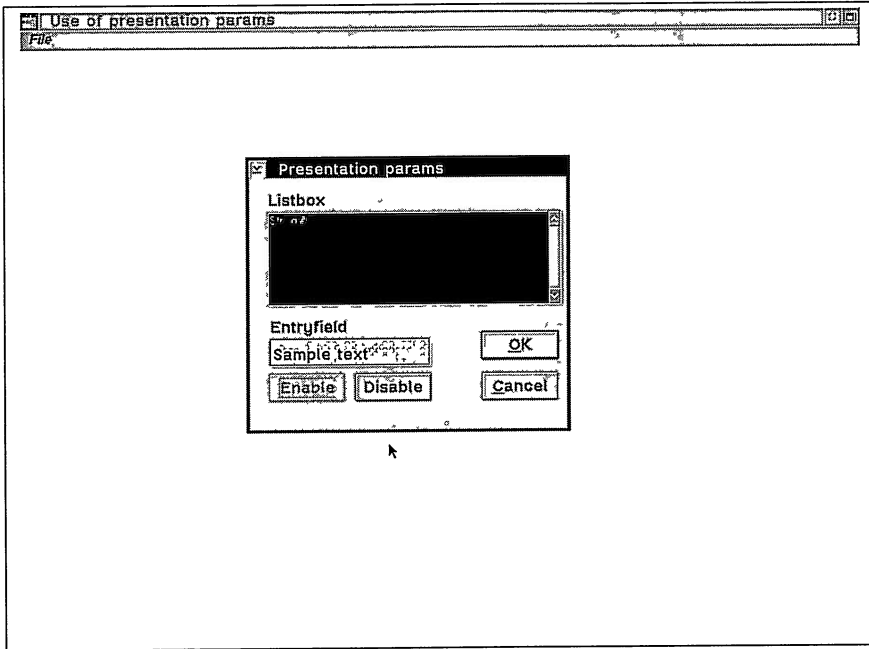 Use of presentation params
File
Presentation params
Listbox
Entryfield
Sample text
OK
Enable
Disable
Cancel